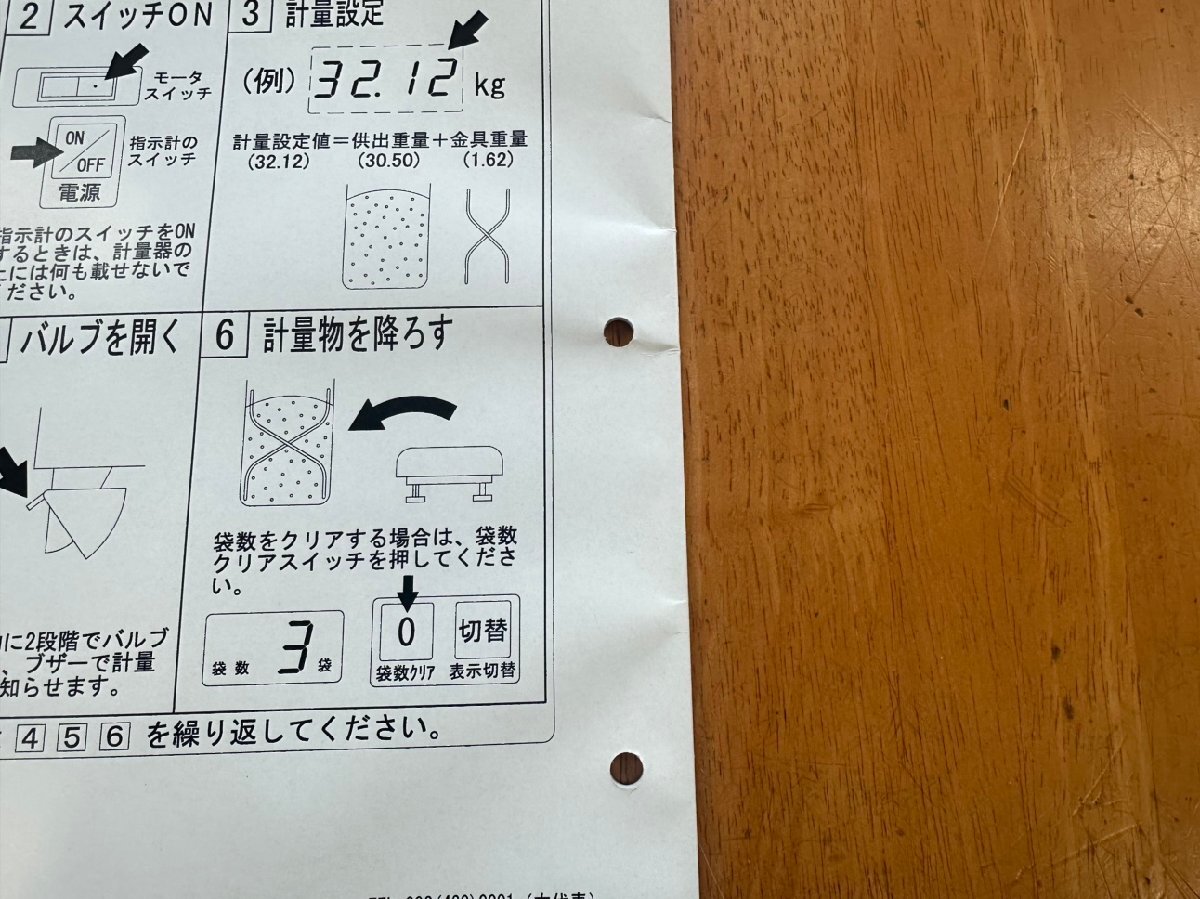 2 スイッチON
モータ
スイッチ
ON
OFF
電源
指示計の
スイッチ
指示計のスイッチをON
するときは、計量器の
上には何も載せないで
ください。
3 計量設定
(例) 32.12 kg
計量設定値=供出重量+金具重量
(32.12) (30.50) (1.62)
バルブを開く
に2段階でバルブ
、ブザーで計量
知らせます。
6 計量物を降ろす
袋数をクリアする場合は、袋数
クリアスイッチを押してくださ
い。
袋数 3 袋
0 切替
袋数クリア 表示切替
4 5 6 を繰り返してください。